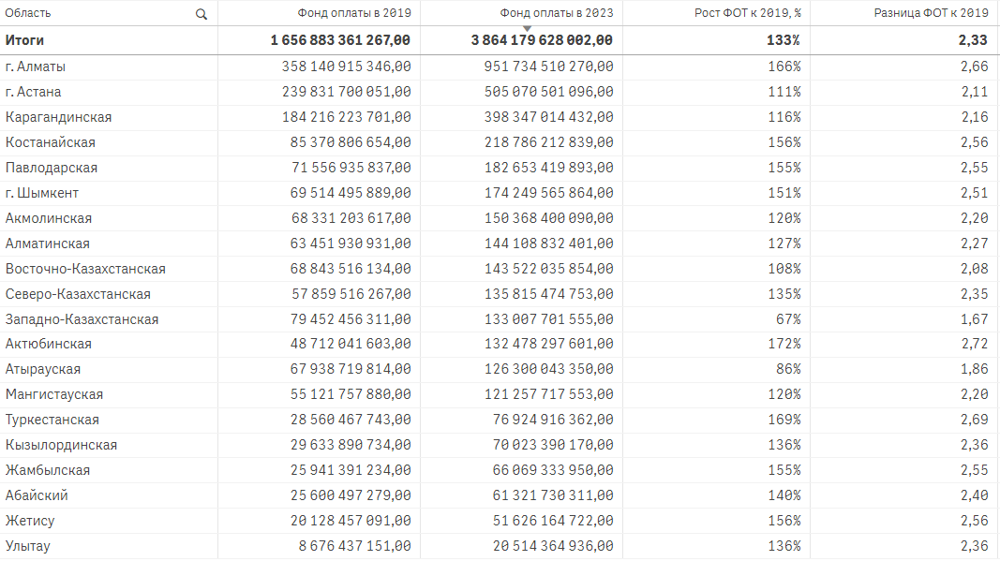 Область Фонд оплаты в 2019 Фонд оплаты в 2023 Рост ФОТ к 2019, % Разница ФОТ к 2019
Итоги 1 656 883 361 267,00 3 864 179 628 002,00 133% 2,33
г. Алматы 358 140 915 346,00 951 734 510 270,00 166% 2,66
г. Астана 239 831 700 051,00 505 070 501 096,00 111% 2,11
Карагандинская 184 216 223 701,00 398 347 014 432,00 116% 2,16
Костанайская 85 370 806 654,00 218 786 212 839,00 156% 2,56
Павлодарская 71 556 935 837,00 182 653 419 893,00 155% 2,55
г. Шымкент 69 514 495 889,00 174 249 565 864,00 151% 2,51
Акмолинская 68 331 203 617,00 150 368 400 090,00 120% 2,20
Алматинская 63 451 930 931,00 144 108 832 401,00 127% 2,27
Восточно-Казахстанская 68 843 516 134,00 143 522 035 854,00 108% 2,08
Северо-Казахстанская 57 859 516 267,00 135 815 474 753,00 135% 2,35
Западно-Казахстанская 79 452 456 311,00 133 007 701 555,00 67% 1,67
Актюбинская 48 712 041 603,00 132 478 297 601,00 172% 2,72
Атырауская 67 938 719 814,00 126 300 043 350,00 86% 1,86
Мангистауская 55 121 757 880,00 121 257 717 553,00 120% 2,20
Туркестанская 28 560 467 743,00 76 924 916 362,00 169% 2,69
Кызылординская 29 633 890 734,00 70 023 390 170,00 136% 2,36
Жамбылская 25 941 391 234,00 66 069 333 950,00 155% 2,55
Абайский 25 600 497 279,00 61 321 730 311,00 140% 2,40
Жетису 20 128 457 091,00 51 626 164 722,00 156% 2,56
Улытау 8 676 437 151,00 20 514 364 936,00 136% 2,36